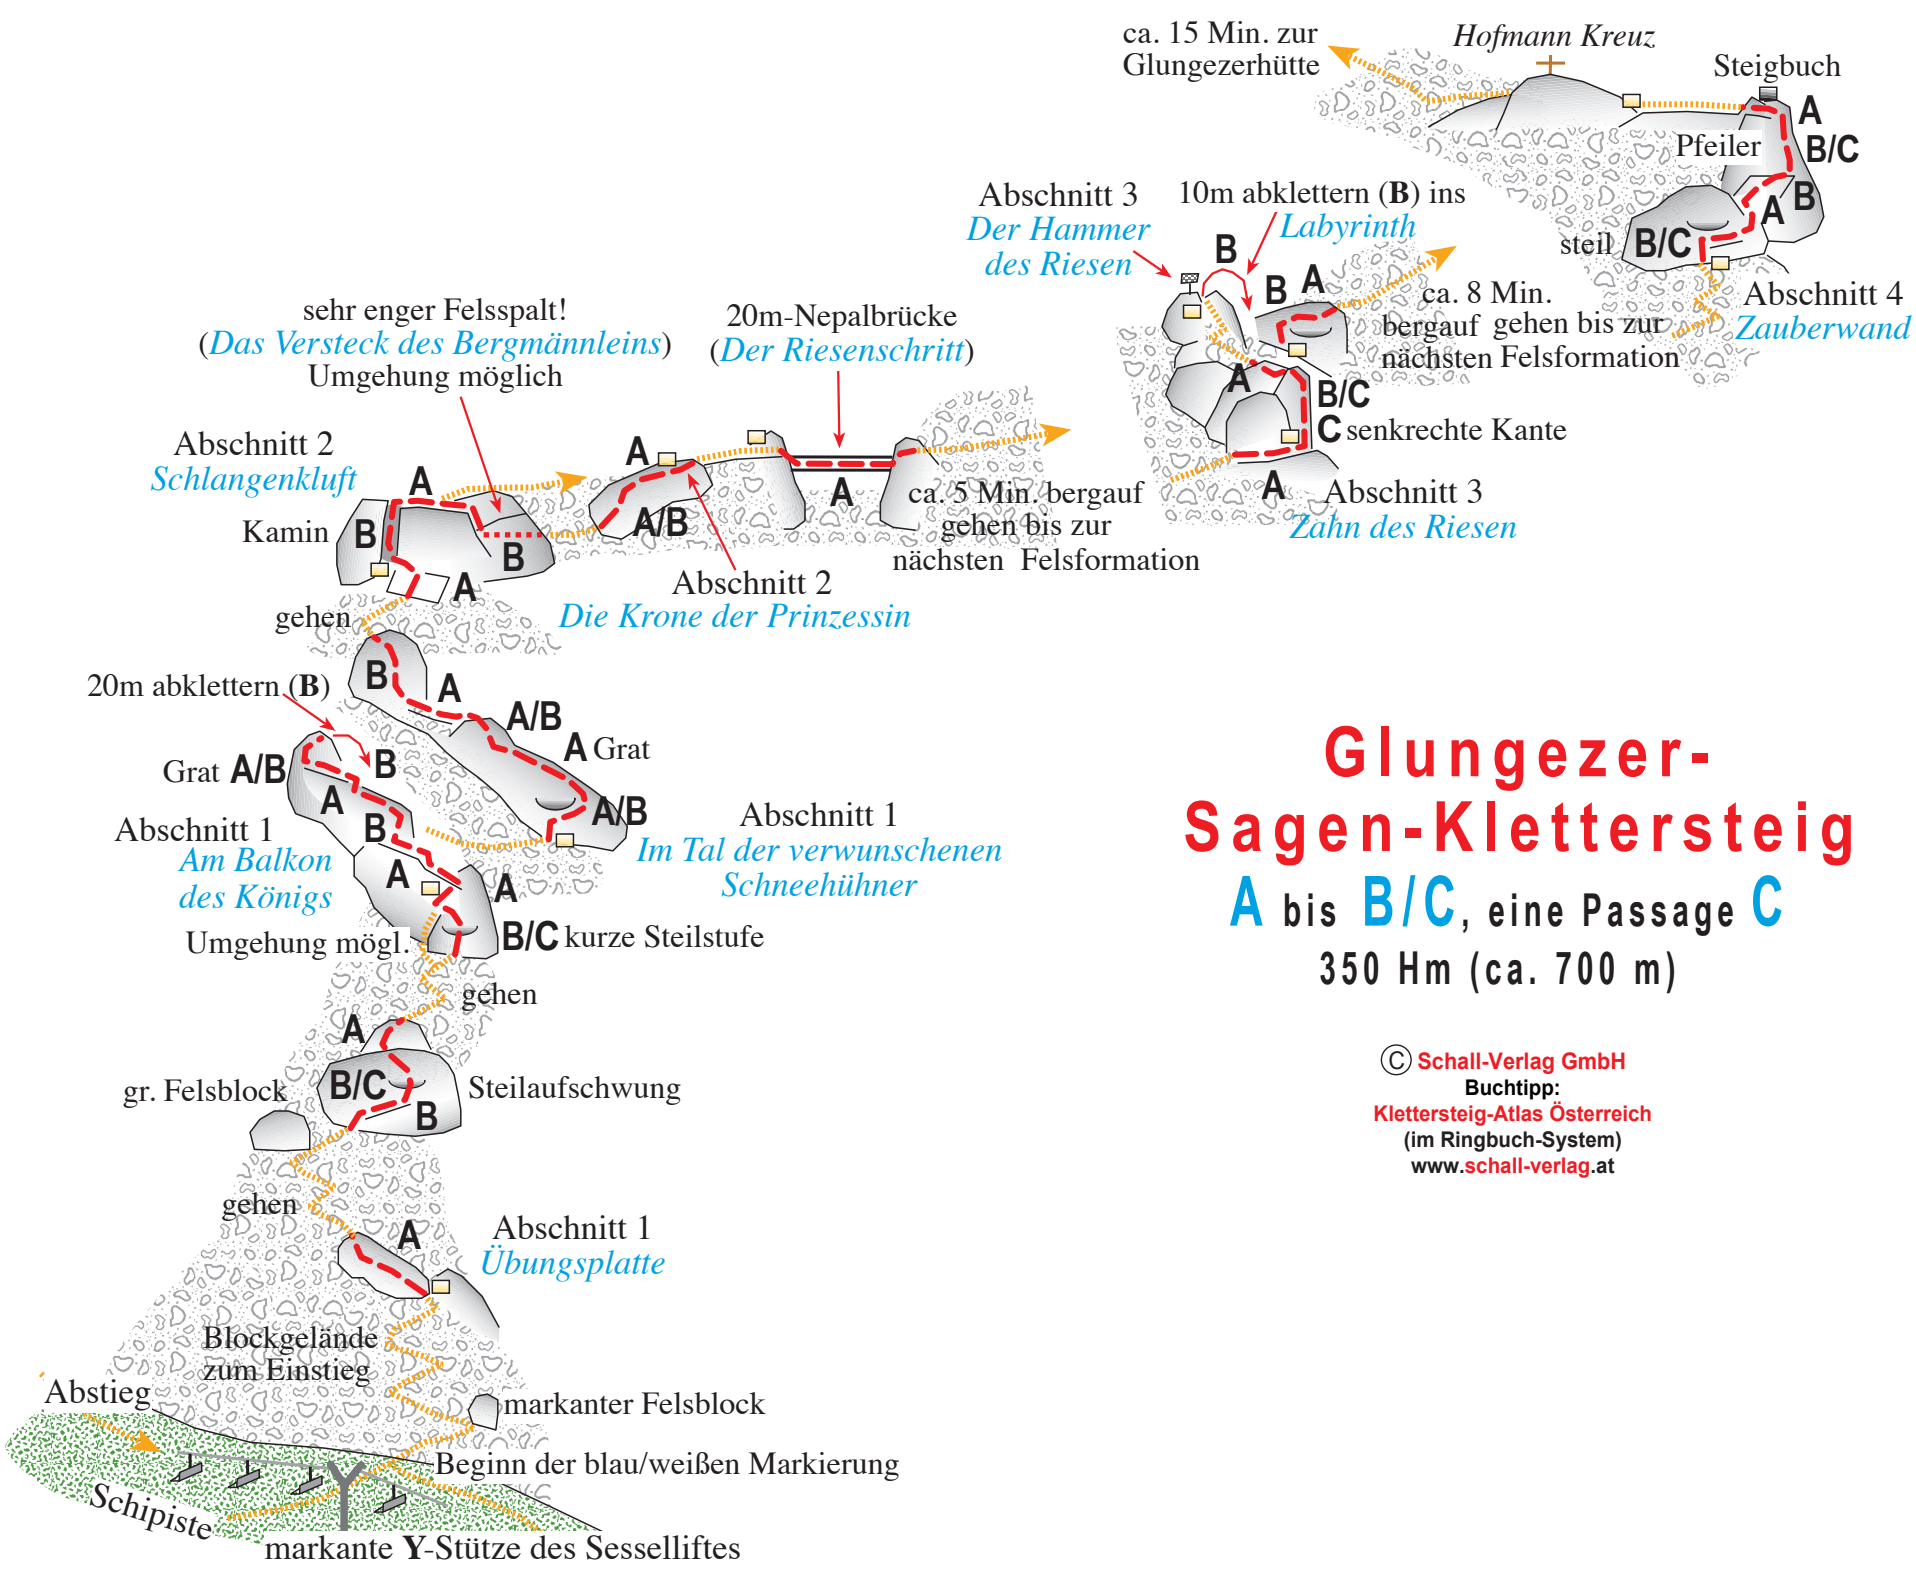 ca. 15 Min. zur
Glungezerhütte
Hofmann Kreuz
Steigbuch
A
Pfeiler
B/C
B
A
steil
B/C
Abschnitt 4
Zauberwand
Abschnitt 3
Der Hammer
des Riesen
10m abklettern (B) ins
Labyrinth
B
B
A
ca. 8 Min.
bergauf gehen bis zur
nächsten Felsformation
A
B/C
C senkrechte Kante
A
Abschnitt 3
Zahn des Riesen
sehr enger Felsspalt!
(Das Versteck des Bergmännleins)
Umgehung möglich
20m-Nepalbrücke
(Der Riesenschritt)
Abschnitt 2
Schlangenkluft
A
Kamin
B
B
A
A
A/B
A
ca. 5 Min. bergauf
gehen bis zur
nächsten Felsformation
Abschnitt 2
Die Krone der Prinzessin
gehen
B
A
A/B
A Grat
A/B
20m abklettern (B)
B
Grat A/B
A
B
A
A
Abschnitt 1
Am Balkon
des Königs
Abschnitt 1
Im Tal der verwunschenen
Schneehühner
Umgehung mögl.
B/C kurze Steilstufe
gehen
A
gr. Felsblock
B/C
B
Steilaufschwung
gehen
A
Abschnitt 1
Übungsplatte
Blockgelände
zum Einstieg
Abstieg
markanter Felsblock
Beginn der blau/weißen Markierung
Schipiste
markante Y-Stütze des Sesselliftes
Glungezer-
Sagen-Klettersteig
A bis B/C, eine Passage C
350 Hm (ca. 700 m)
© Schall-Verlag GmbH
Buchtipp:
Klettersteig-Atlas Österreich
(im Ringbuch-System)
www.schall-verlag.at